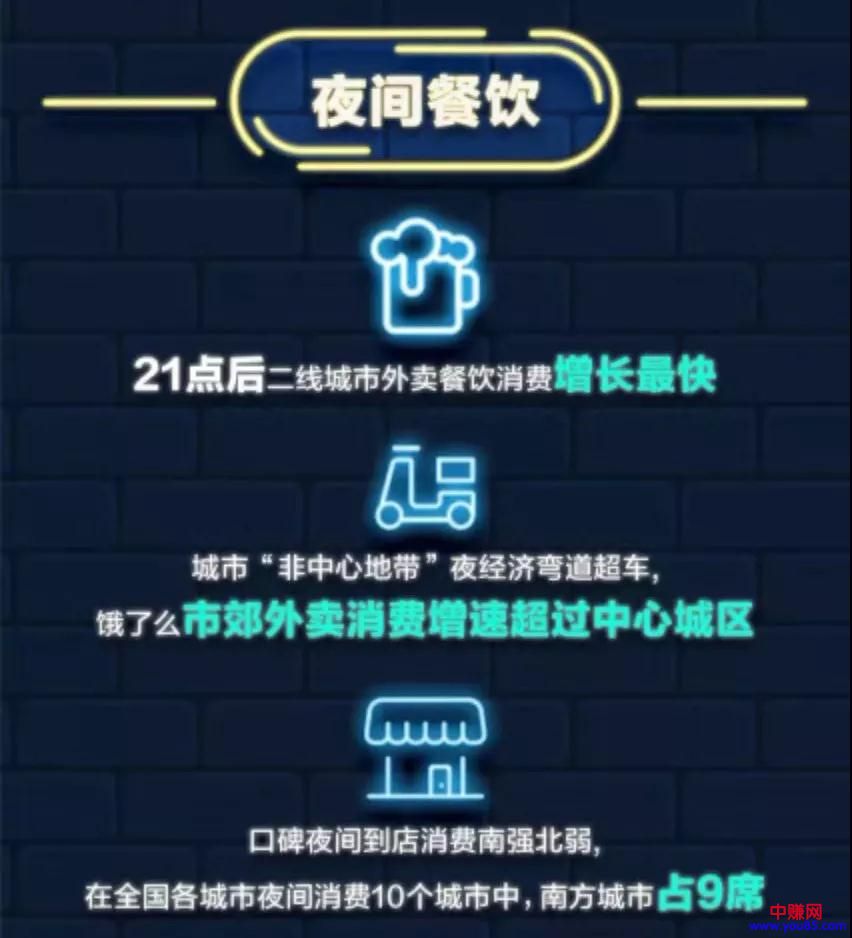 夜间餐饮
21点后二线城市外卖餐饮消费增长最快
城市“非中心地带”夜经济弯道超车,
饿了么市郊外卖消费增速超过中心城区
口碑夜间到店消费南强北弱,
在全国各城市夜间消费10个城市中,南方城市占9席
中赚网
www.you85.com